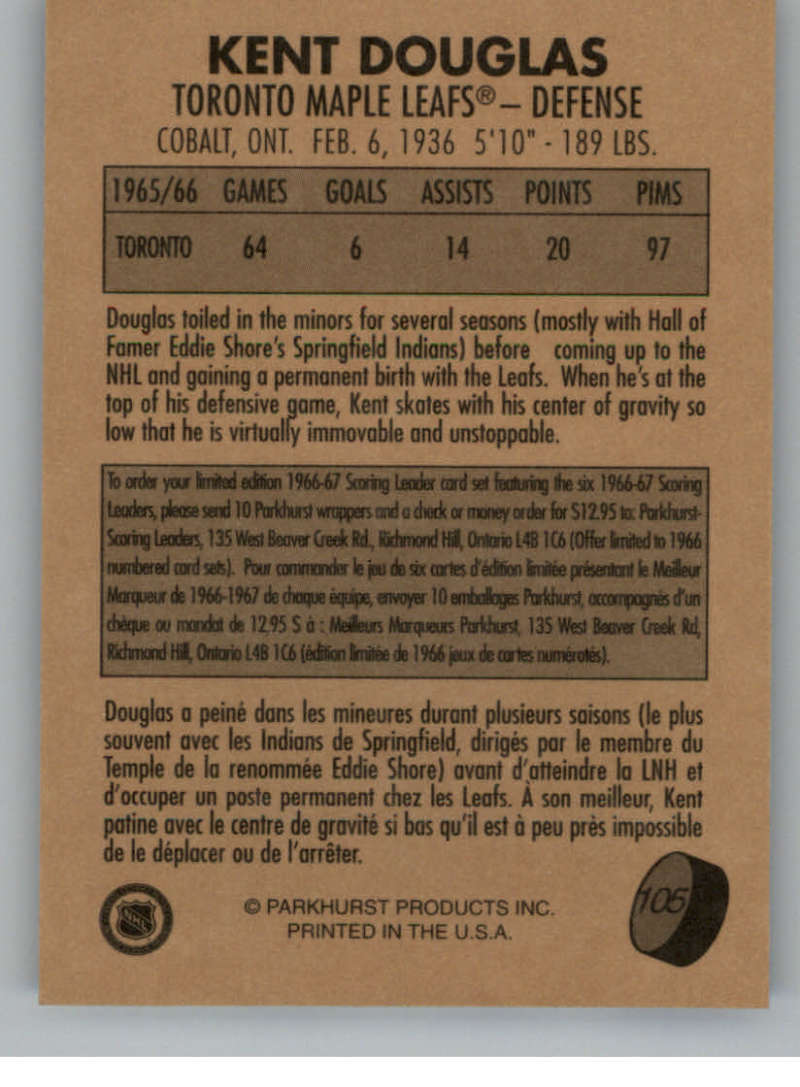 KENT DOUGLAS
TORONTO MAPLE LEAFS® – DEFENSE
COBALT, ONT. FEB. 6, 1936 5'10" - 189 LBS.
1965/66 GAMES GOALS ASSISTS POINTS PIMS
TORONTO 64 6 14 20 97
Douglas toiled in the minors for several seasons (mostly with Hall of
Famer Eddie Shore's Springfield Indians) before coming up to the
NHL and gaining a permanent birth with the Leafs. When he's at the
top of his defensive game, Kent skates with his center of gravity so
low that he is virtually immovable and unstoppable.
To order your limited edition 1966-67 Scoring Leader card set featuring the six 1966-67 Scoring
Leaders, please send 10 Parkhurst wrappers and a check or money order for $12.95 to: Parkhurst-
Scoring Leaders, 135 West Beaver Creek Rd., Richmond Hill, Ontario L4B 1C6 (Offer limited to 1966
numbered card sets). Pour commander le jeu de six cartes d'édition limitée présentant le Meilleur
Marqueur de 1966-1967 de chaque équipe, envoyer 10 emballages Parkhurst, accompagnés d'un
chèque ou mandat de 12.95 $ à : Meilleurs Marqueurs Parkhurst, 135 West Beaver Creek Rd,
Richmond Hill, Ontario L4B 1C6 (édition limitée de 1966 jeux de cartes numérotés).
Douglas a peiné dans les mineures durant plusieurs saisons (le plus
souvent avec les Indians de Springfield, dirigés par le membre du
Temple de la renommée Eddie Shore) avant d'atteindre la LNH et
d'occuper un poste permanent chez les Leafs. À son meilleur, Kent
patine avec le centre de gravité si bas qu'il est à peu près impossible
de le déplacer ou de l'arrêter.
NHL
© PARKHURST PRODUCTS INC.
PRINTED IN THE U.S.A.
105